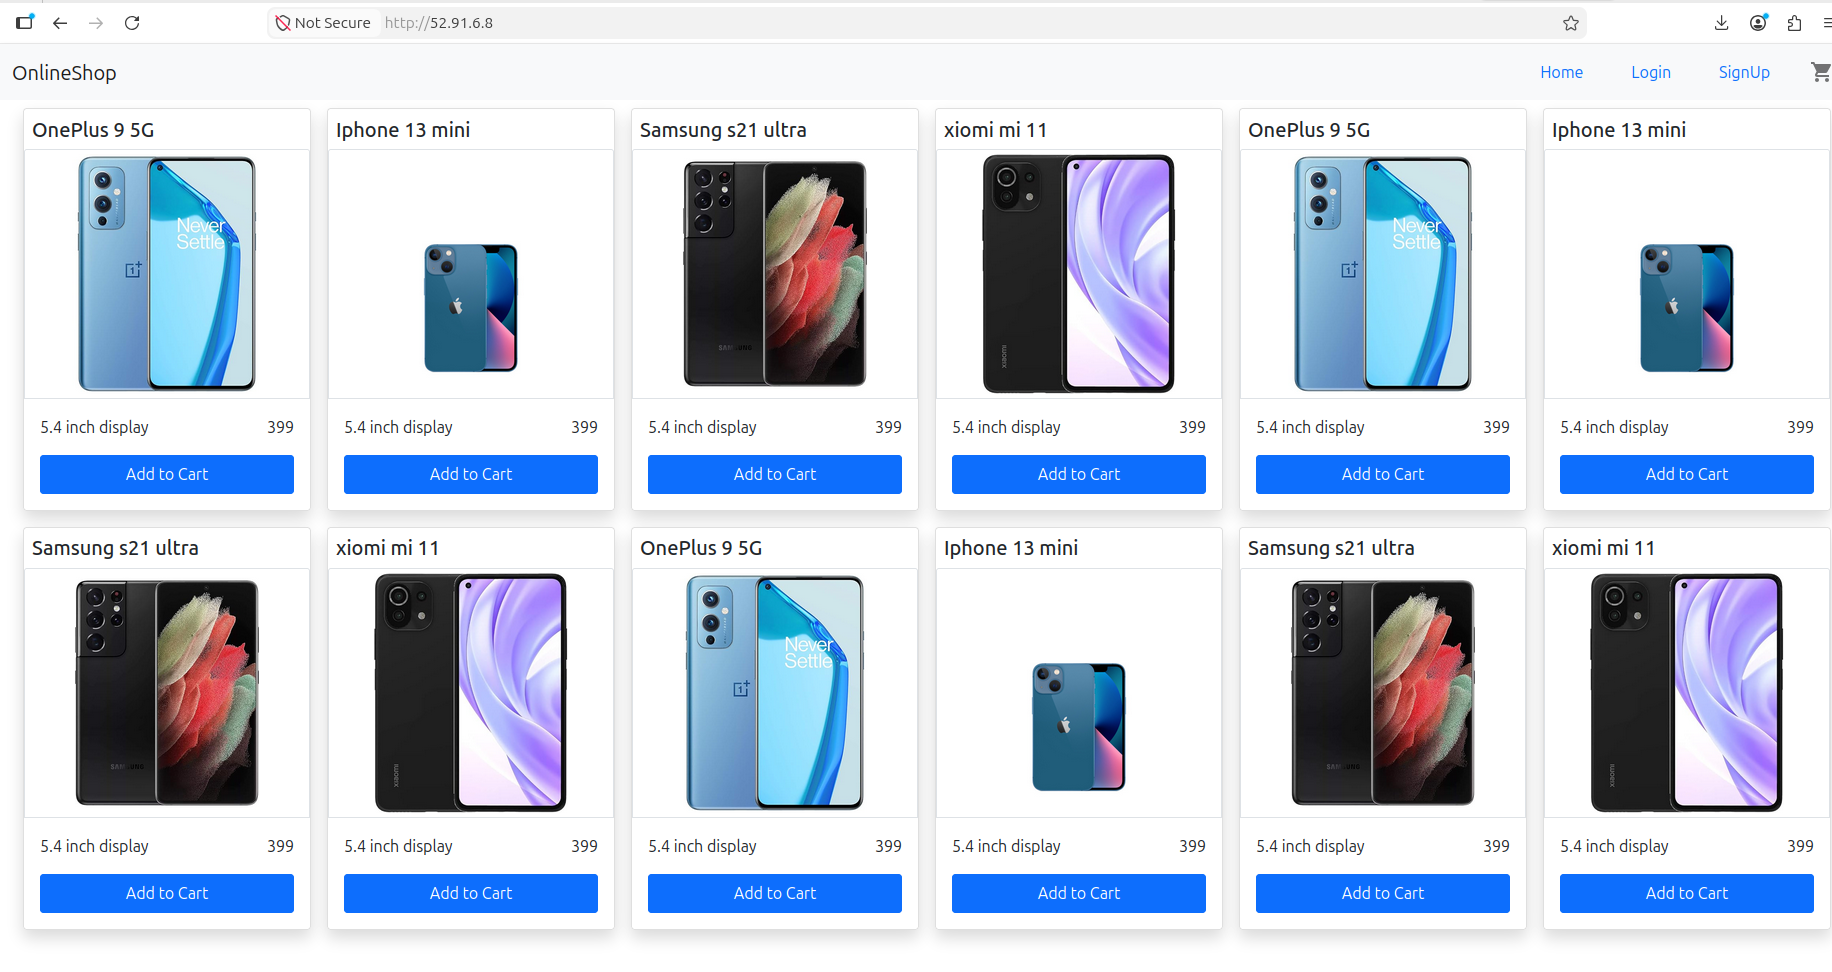 Not Secure http://52.91.6.8
OnlineShop Home Login SignUp
OnePlus 9 5G Iphone 13 mini Samsung s21 ultra xiomi mi 11 OnePlus 9 5G Iphone 13 mini
Never Never
Settle Settle
SAMSUNG xiaomi
5.4 inch display 399 5.4 inch display 399 5.4 inch display 399 5.4 inch display 399 5.4 inch display 399 5.4 inch display 399
Add to Cart Add to Cart Add to Cart Add to Cart Add to Cart Add to Cart
Samsung s21 ultra xiomi mi 11 OnePlus 9 5G Iphone 13 mini Samsung s21 ultra xiomi mi 11
Never
Settle
SAMSUNG xiaomi SAMSUNG xiaomi
5.4 inch display 399 5.4 inch display 399 5.4 inch display 399 5.4 inch display 399 5.4 inch display 399 5.4 inch display 399
Add to Cart Add to Cart Add to Cart Add to Cart Add to Cart Add to Cart